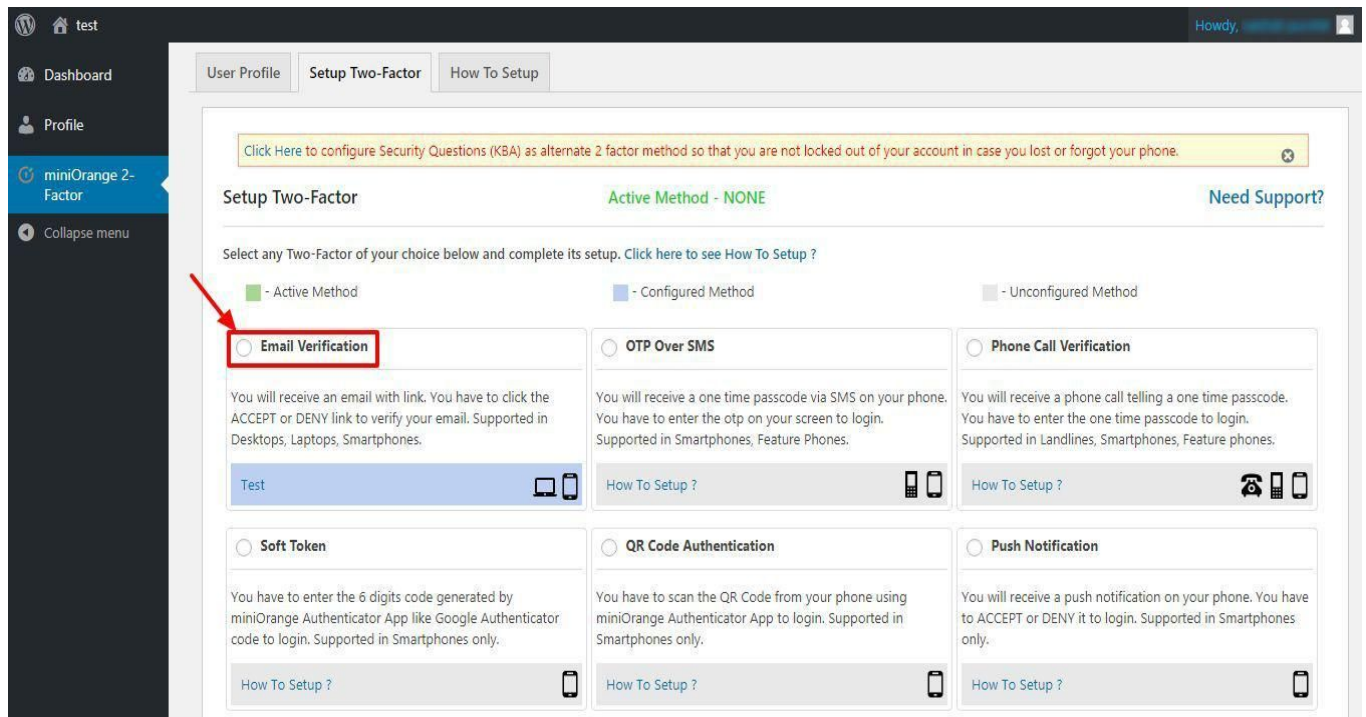 test
Howdy,
Dashboard
Profile
miniOrange 2-
Factor
Collapse menu
User Profile
Setup Two-Factor
How To Setup
Click Here to configure Security Questions (KBA) as alternate 2 factor method so that you are not locked out of your account in case you lost or forgot your phone.
Setup Two-Factor
Active Method - NONE
Need Support?
Select any Two-Factor of your choice below and complete its setup. Click here to see How To Setup ?
- Active Method
- Configured Method
- Unconfigured Method
Email Verification
You will receive an email with link. You have to click the
ACCEPT or DENY link to verify your email. Supported in
Desktops, Laptops, Smartphones.
Test
OTP Over SMS
You will receive a one time passcode via SMS on your phone.
You have to enter the otp on your screen to login.
Supported in Smartphones, Feature Phones.
How To Setup ?
Phone Call Verification
You will receive a phone call telling a one time passcode.
You have to enter the one time passcode to login.
Supported in Landlines, Smartphones, Feature phones.
How To Setup ?
Soft Token
You have to enter the 6 digits code generated by
miniOrange Authenticator App like Google Authenticator
code to login. Supported in Smartphones only.
How To Setup ?
QR Code Authentication
You have to scan the QR Code from your phone using
miniOrange Authenticator App to login. Supported in
Smartphones only.
How To Setup ?
Push Notification
You will receive a push notification on your phone. You have
to ACCEPT or DENY it to login. Supported in Smartphones
only.
How To Setup ?